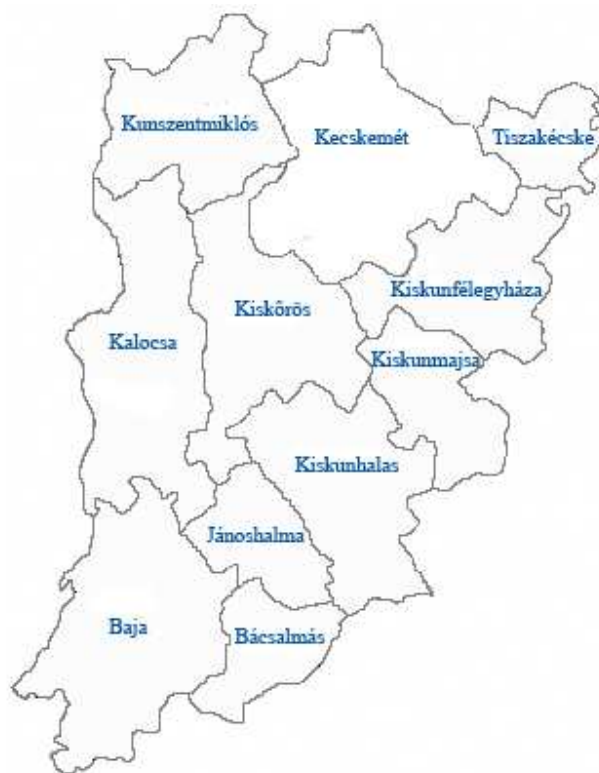 Kunszentmiklós
Kecskemét
Tiszakécske
Kiskunfélegyháza
Kiskőrös
Kalocsa
Kiskunmajsa
Kiskunhalas
Jánoshalma
Baja
Bácsalmás